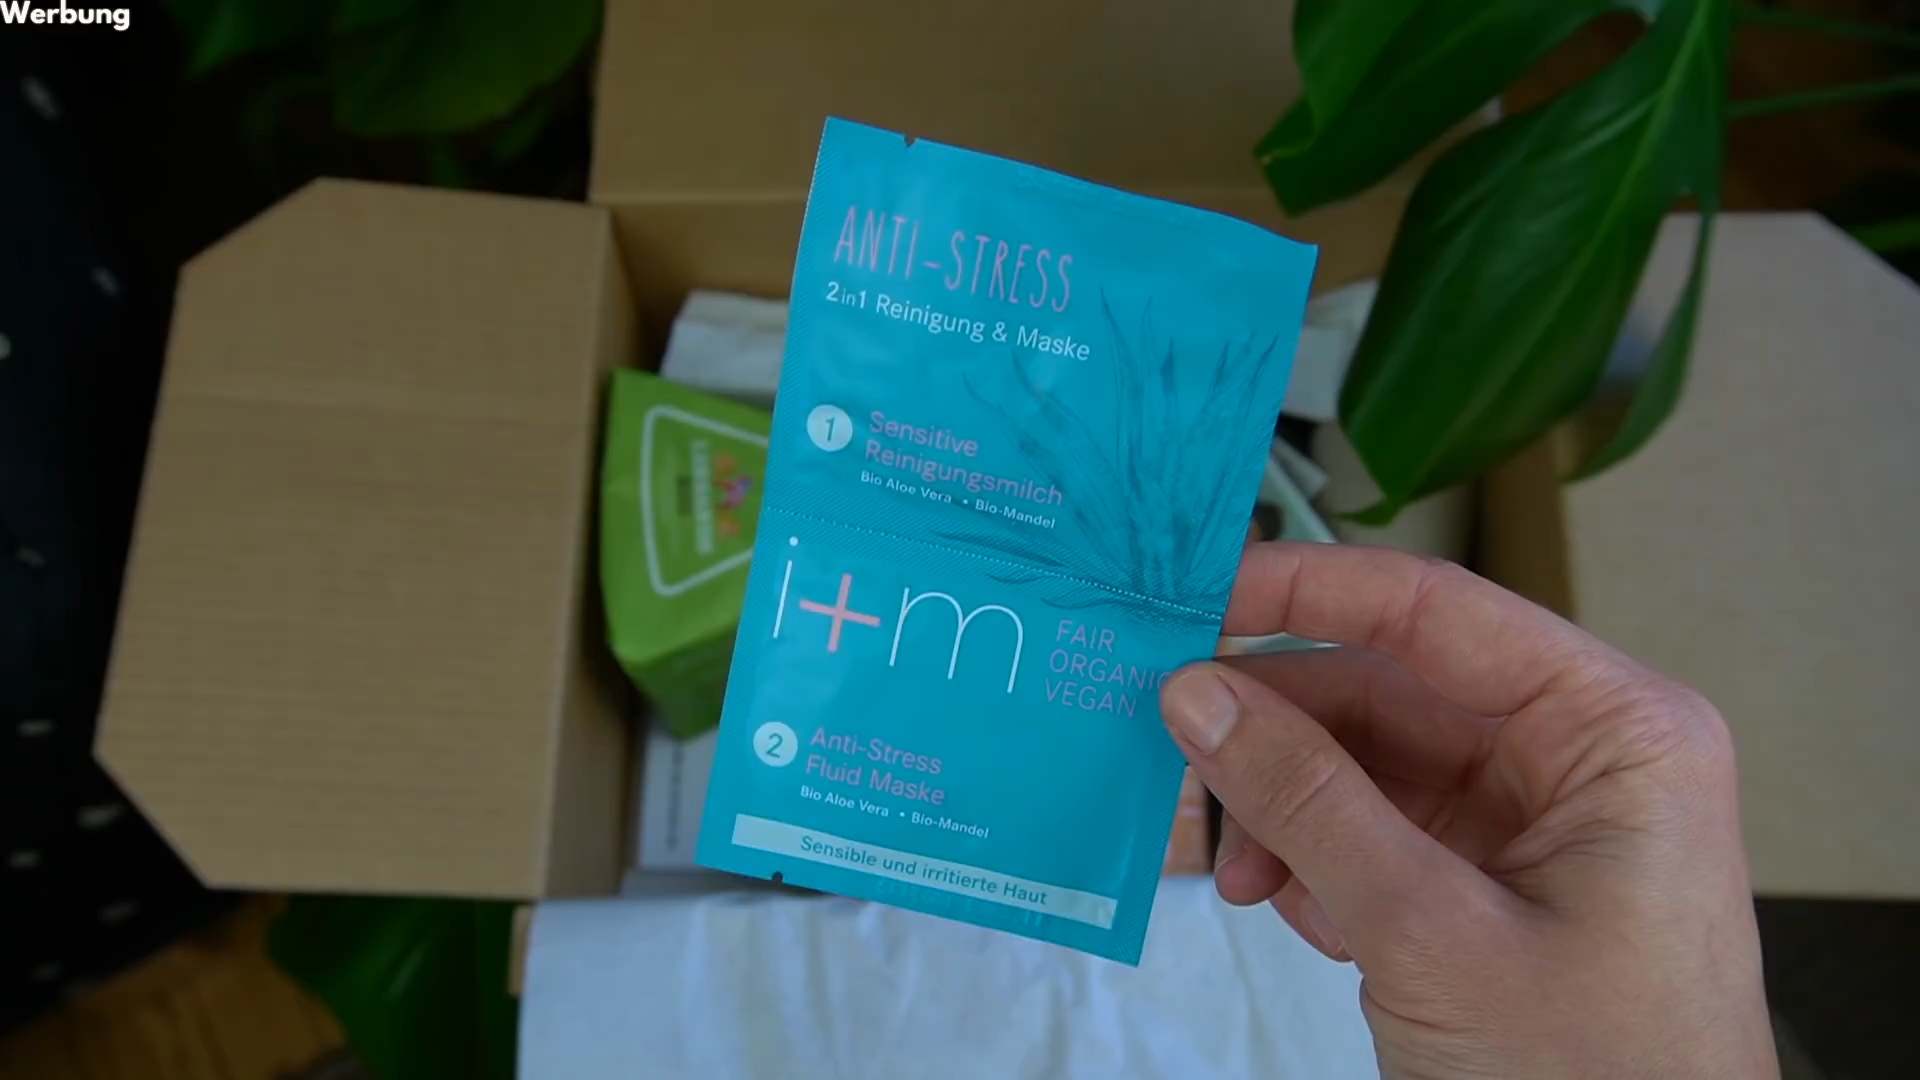 Werbung
ANTI-STRESS
2in1 Reinigung & Maske
1 Sensitive
Reinigungsmilch
Bio Aloe Vera • Bio-Mandel
i+m
FAIR
ORGANIC
VEGAN
2 Anti-Stress
Fluid Maske
Bio Aloe Vera • Bio-Mandel
Sensible und irritierte Haut